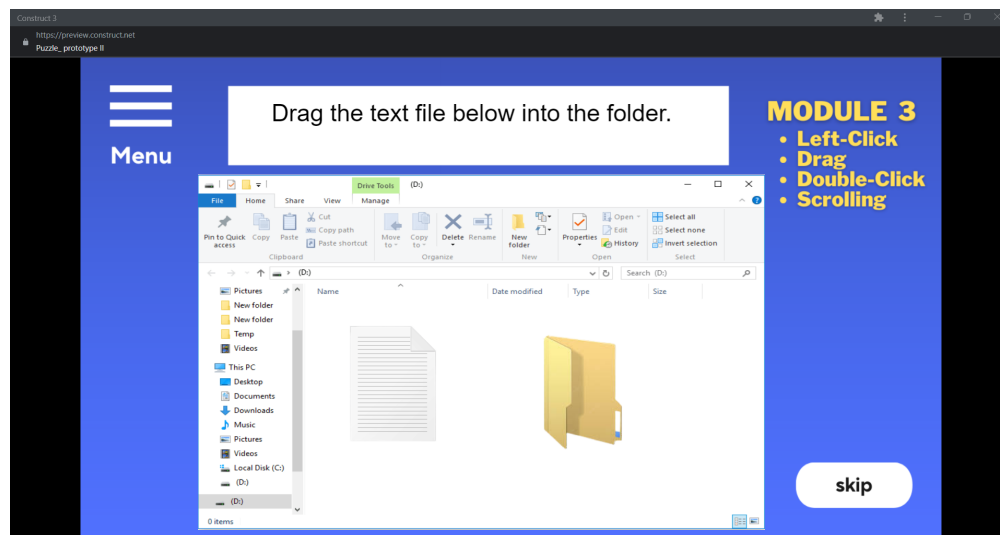 Construct 3
https://preview.construct.net
Puzzle_ prototype II
Menu
Drag the text file below into the folder.
MODULE 3
• Left-Click
• Drag
• Double-Click
• Scrolling
Drive Tools (D:)
File Home Share View Manage
Pin to Quick access
Copy
Paste
Cut
Copy path
Paste shortcut
Clipboard
Move to
Copy to
Delete
Rename
Organize
New folder
New
Properties
Open
Edit
History
Open
Select all
Select none
Invert selection
Select
(D:)
Search (D:)
Name Date modified Type Size
Pictures
New folder
New folder
Temp
Videos
This PC
Desktop
Documents
Downloads
Music
Pictures
Videos
Local Disk (C:)
(D:)
(D:)
0 items
skip